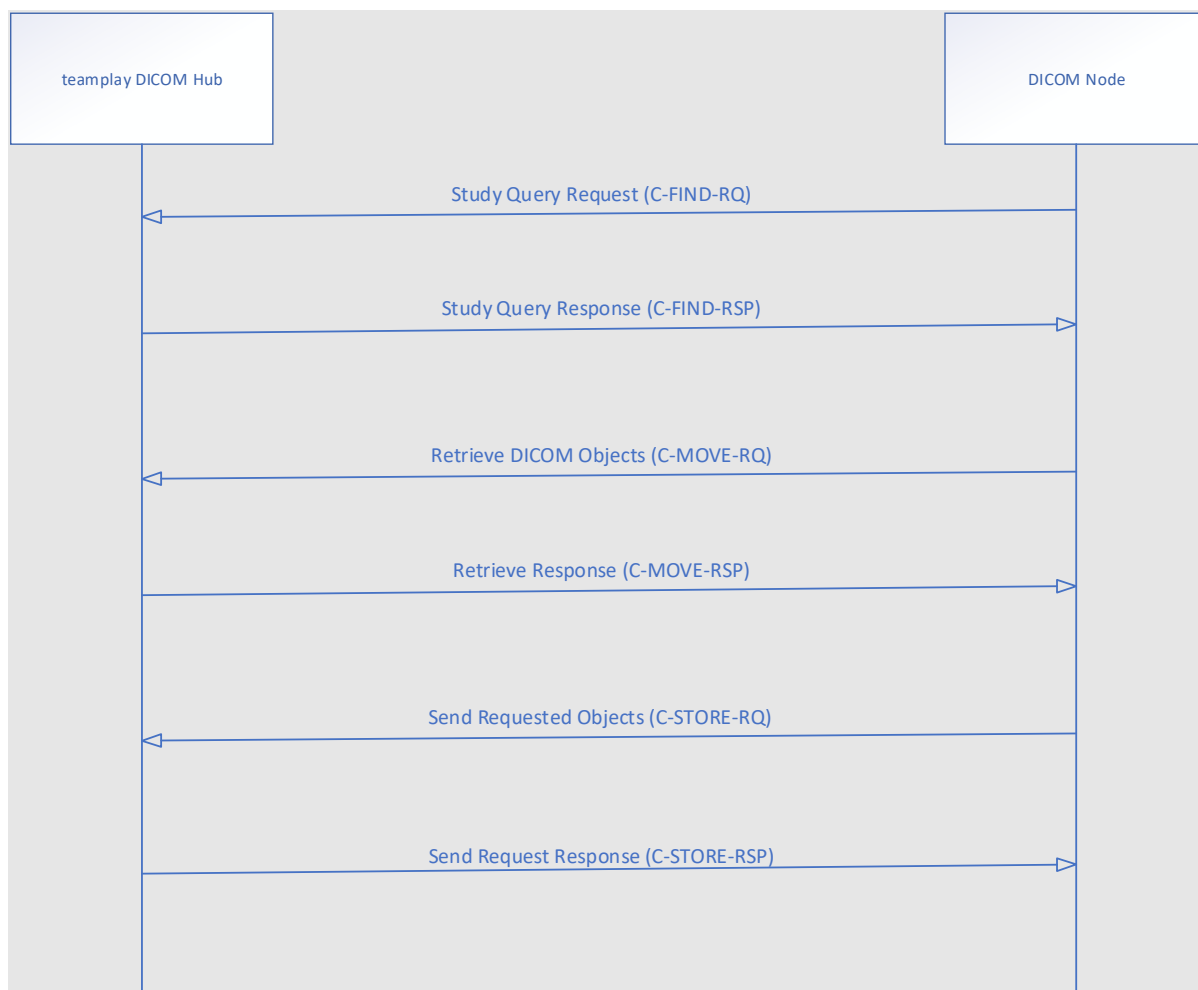 teamplay DICOM Hub
DICOM Node
Study Query Request (C-FIND-RQ)
Study Query Response (C-FIND-RSP)
Retrieve DICOM Objects (C-MOVE-RQ)
Retrieve Response (C-MOVE-RSP)
Send Requested Objects (C-STORE-RQ)
Send Request Response (C-STORE-RSP)